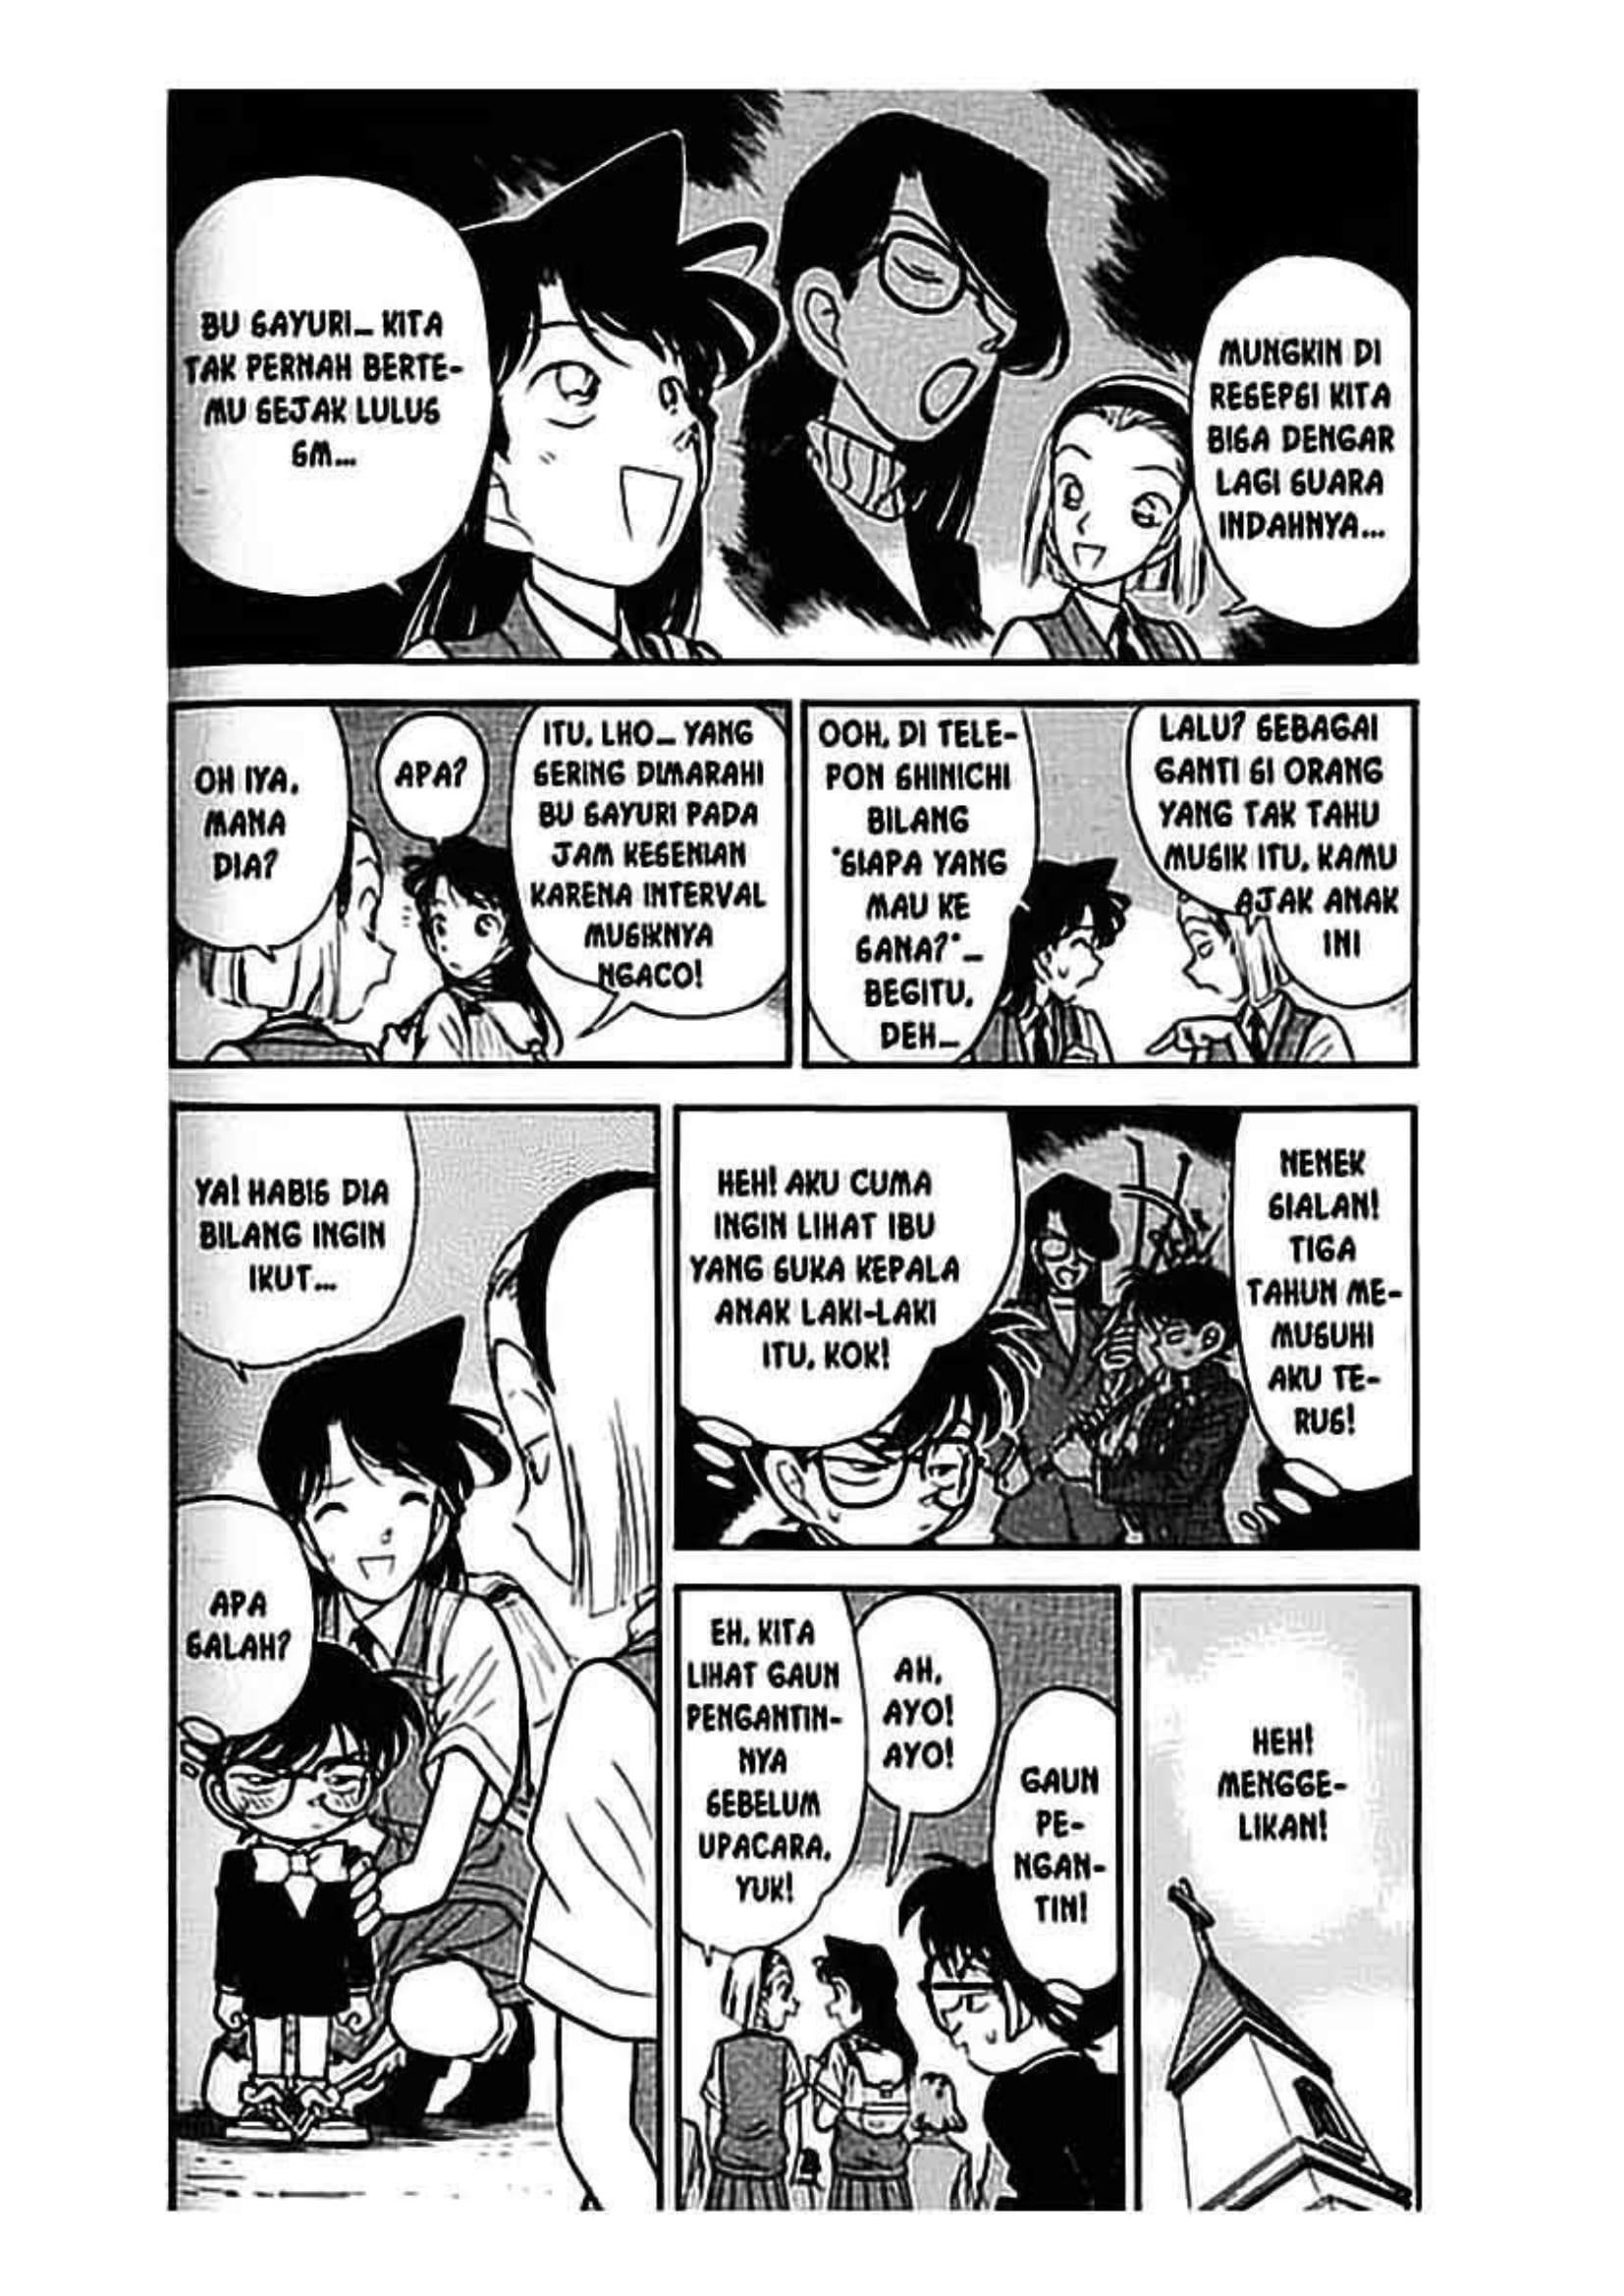 BU SAYURI... KITA
TAK PERNAH BERTE-
MU SEJAK LULUS
SM...
MUNGKIN DI
RESEPSI KITA
BISA DENGAR
LAGI SUARA
INDAHNYA...
OH IYA,
MANA
DIA?
APA?
ITU, LHO... YANG
SERING DIMARAHI
BU SAYURI PADA
JAM KESENIAN
KARENA INTERVAL
MUSIKNYA
NGACO!
OOH, DI TELE-
PON SHINICHI
BILANG
"SIAPA YANG
MAU KE
SANA?"...
BEGITU,
DEH...
LALU? SEBAGAI
GANTI SI ORANG
YANG TAK TAHU
MUSIK ITU, KAMU
AJAK ANAK
INI
YA! HABIS DIA
BILANG INGIN
IKUT...
APA
SALAH?
HEH! AKU CUMA
INGIN LIHAT IBU
YANG SUKA KEPALA
ANAK LAKI-LAKI
ITU, KOK!
NENEK
SIALAN!
TIGA
TAHUN ME-
MUSUHI
AKU TE-
RUS!
EH, KITA
LIHAT GAUN
PENGANTIN-
NYA
SEBELUM
UPACARA,
YUK!
AH,
AYO!
AYO!
GAUN
PE-
NGAN-
TIN!
HEH!
MENGGE-
LIKAN!